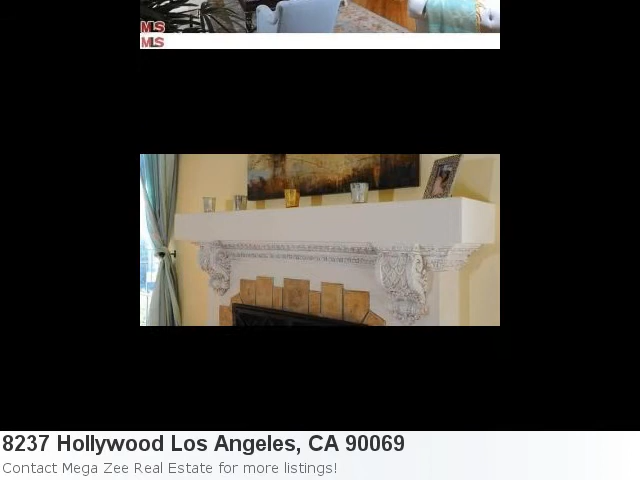 MLS
MLS
8237 Hollywood Los Angeles, CA 90069
Contact Mega Zee Real Estate for more listings!